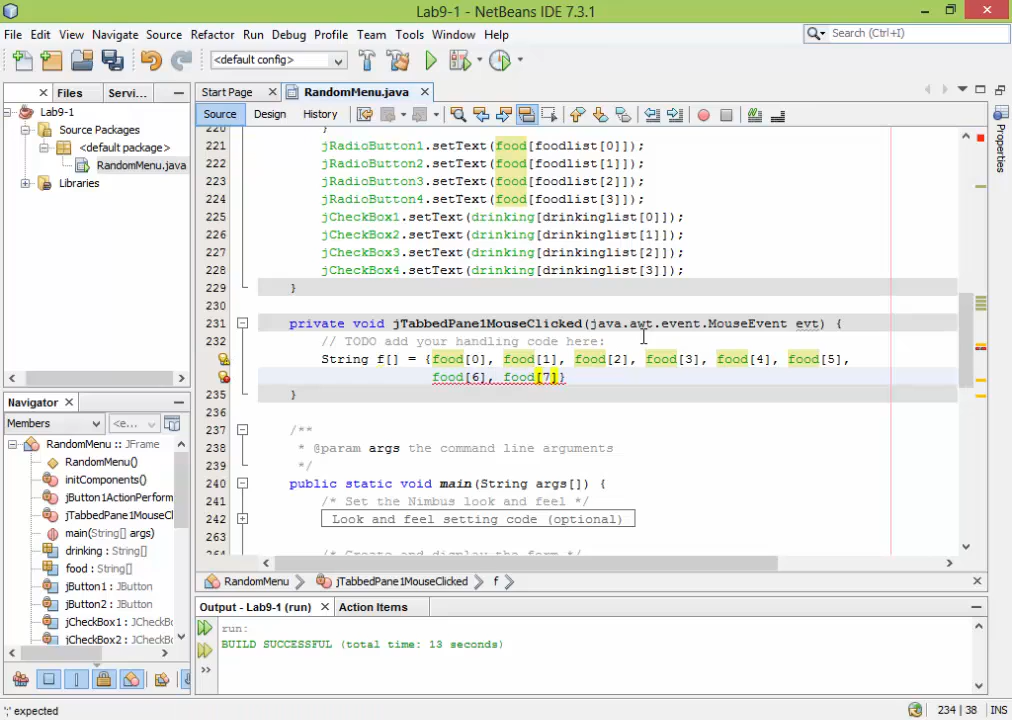 Lab9-1 - NetBeans IDE 7.3.1
File Edit View Navigate Source Refactor Run Debug Profile Team Tools Window Help
Search (Ctrl+I)
<default config>
Files Servi...
Lab9-1
Source Packages
<default package>
RandomMenu.java
Libraries
Start Page RandomMenu.java
Source Design History
220 }
221 jRadioButton1.setText(food[foodlist[0]]);
222 jRadioButton2.setText(food[foodlist[1]]);
223 jRadioButton3.setText(food[foodlist[2]]);
224 jRadioButton4.setText(food[foodlist[3]]);
225 jCheckBox1.setText(drinking[drinkinglist[0]]);
226 jCheckBox2.setText(drinking[drinkinglist[1]]);
227 jCheckBox3.setText(drinking[drinkinglist[2]]);
228 jCheckBox4.setText(drinking[drinkinglist[3]]);
229 }
230
231 private void jTabbedPane1MouseClicked(java.awt.event.MouseEvent evt) {
232 // TODO add your handling code here:
String f[] = {food[0], food[1], food[2], food[3], food[4], food[5],
food[6], food[7]}
235 }
236
237 /**
238 * @param args the command line arguments
239 */
240 public static void main(String args[]) {
241 /* Set the Nimbus look and feel */
242 Look and feel setting code (optional)
263
264 /* Create and display the form */
Properties
Navigator
Members <e...
RandomMenu :: JFrame
RandomMenu()
initComponents()
jButton1ActionPerform
jTabbedPane1MouseCl
main(String[] args)
drinking : String[]
food : String[]
jButton1 : JButton
jButton2 : JButton
jCheckBox1 : JCheckBo
jCheckBox2 : JCheckBo
RandomMenu jTabbedPane1MouseClicked f
Output - Lab9-1 (run) Action Items
run:
BUILD SUCCESSFUL (total time: 13 seconds)
';' expected
234 | 38 INS